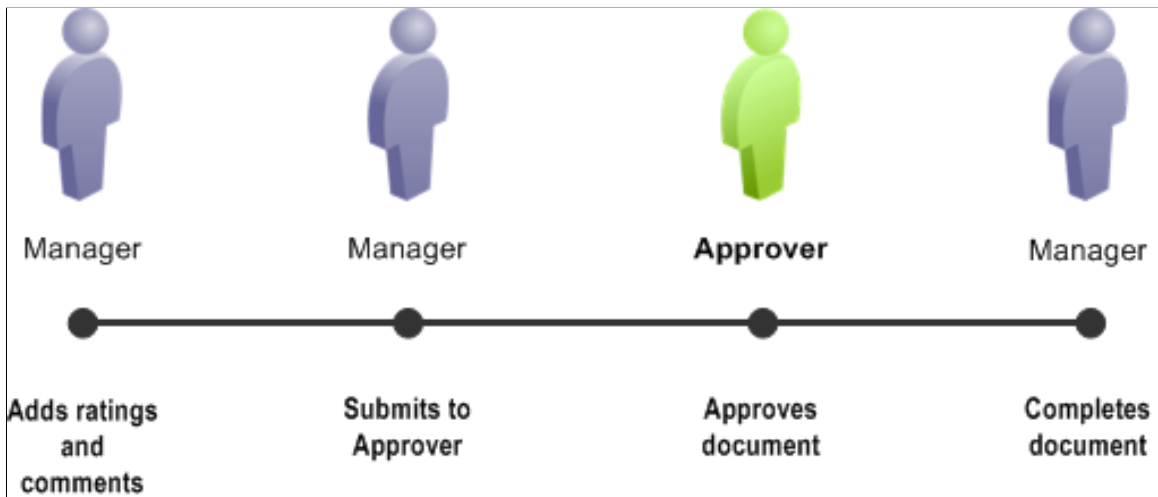 Manager
Manager
Approver
Manager
Adds ratings
and
comments
Submits to
Approver
Approves
document
Completes
document